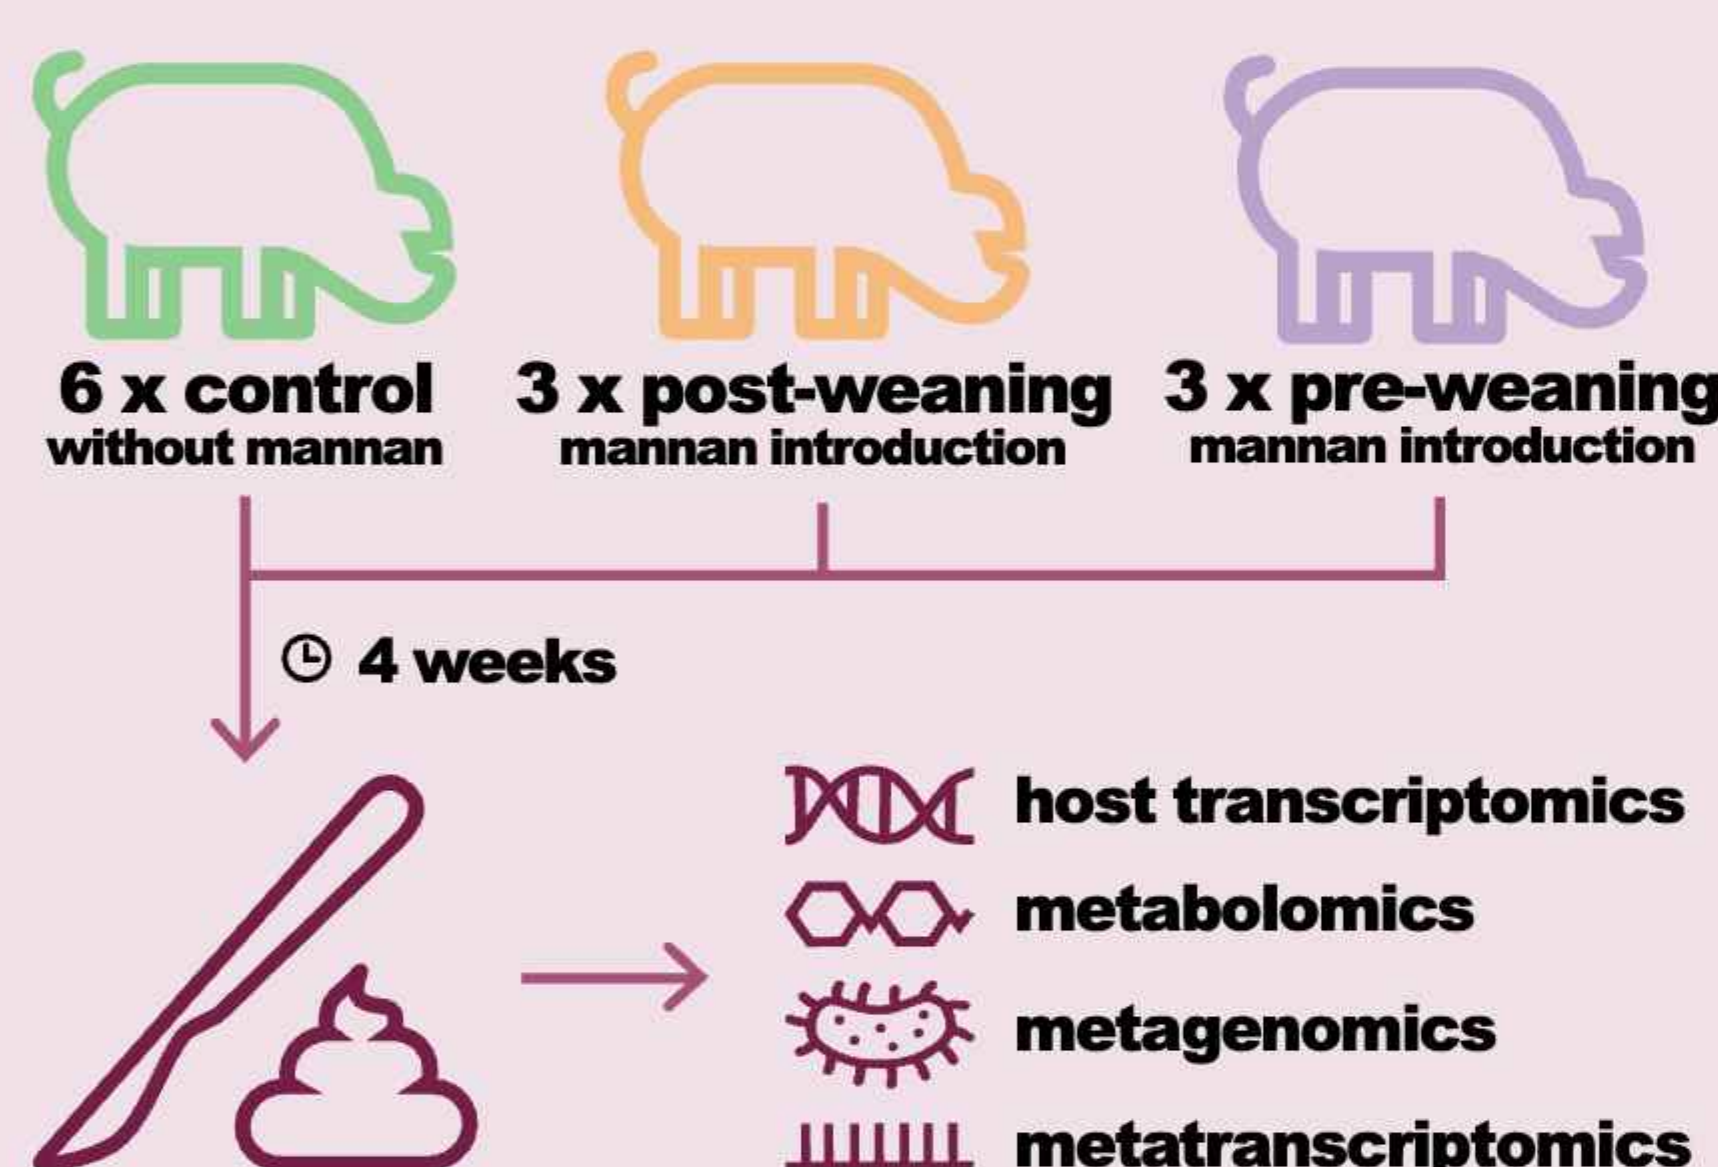 6 x control
without mannan
3 x post-weaning
mannan introduction
3 x pre-weaning
mannan introduction
4 weeks
host transcriptomics
metabolomics
metagenomics
metatranscriptomics